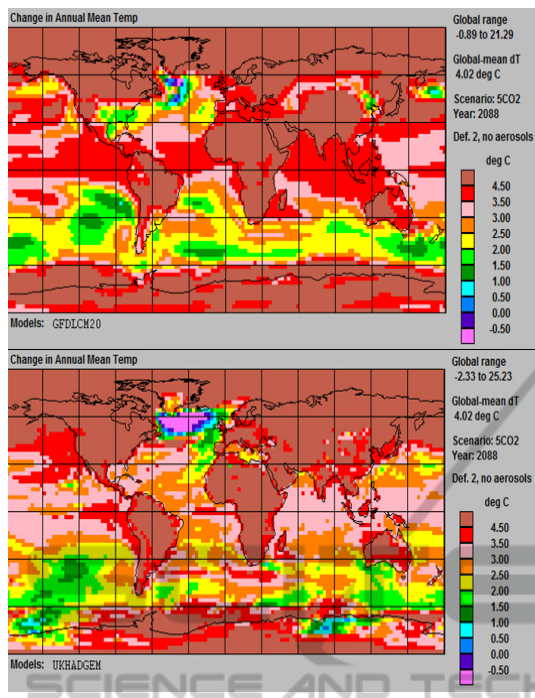 Change in Annual Mean Temp
Global range
-0.89 to 21.29
Global-mean dT
4.02 deg C
Scenario: 5CO2
Year: 2088
Def. 2, no aerosols
deg C
4.50
3.50
3.00
2.50
2.00
1.50
1.00
0.50
0.00
-0.50
Models: GFDLCM20
Change in Annual Mean Temp
Global range
-2.33 to 25.23
Global-mean dT
4.02 deg C
Scenario: 5CO2
Year: 2088
Def. 2, no aerosols
deg C
4.50
3.50
3.00
2.50
2.00
1.50
1.00
0.50
0.00
-0.50
Models: UKHADGEM
SCIENCE AND TECH